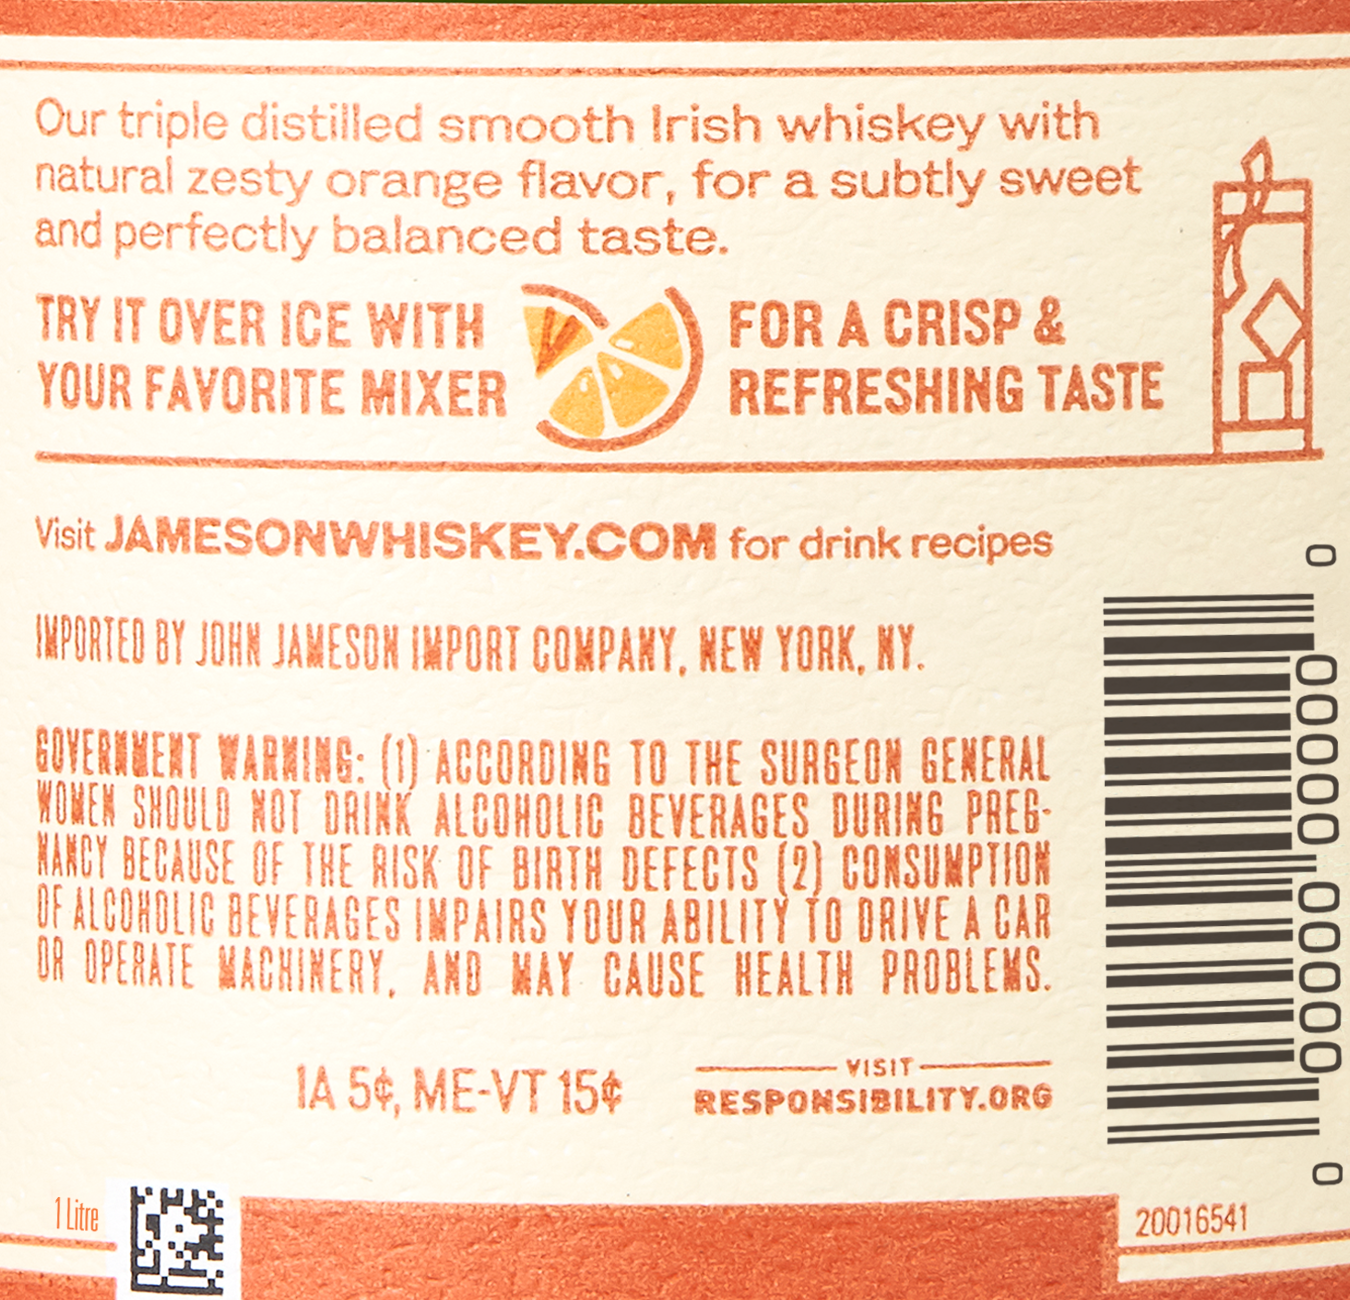 Our triple distilled smooth Irish whiskey with
natural zesty orange flavor, for a subtly sweet
and perfectly balanced taste.
TRY IT OVER ICE WITH
YOUR FAVORITE MIXER
FOR A CRISP &
REFRESHING TASTE
Visit JAMESONWHISKEY.COM for drink recipes
IMPORTED BY JOHN JAMESON IMPORT COMPANY, NEW YORK, NY.
GOVERNMENT WARNING: (1) ACCORDING TO THE SURGEON GENERAL
WOMEN SHOULD NOT DRINK ALCOHOLIC BEVERAGES DURING PREG-
NANCY BECAUSE OF THE RISK OF BIRTH DEFECTS (2) CONSUMPTION
OF ALCOHOLIC BEVERAGES IMPAIRS YOUR ABILITY TO DRIVE A CAR
OR OPERATE MACHINERY, AND MAY CAUSE HEALTH PROBLEMS.
IA 5¢, ME-VT 15¢
VISIT
RESPONSIBILITY.ORG
0 00000 00000 0
1 Litre
20016541